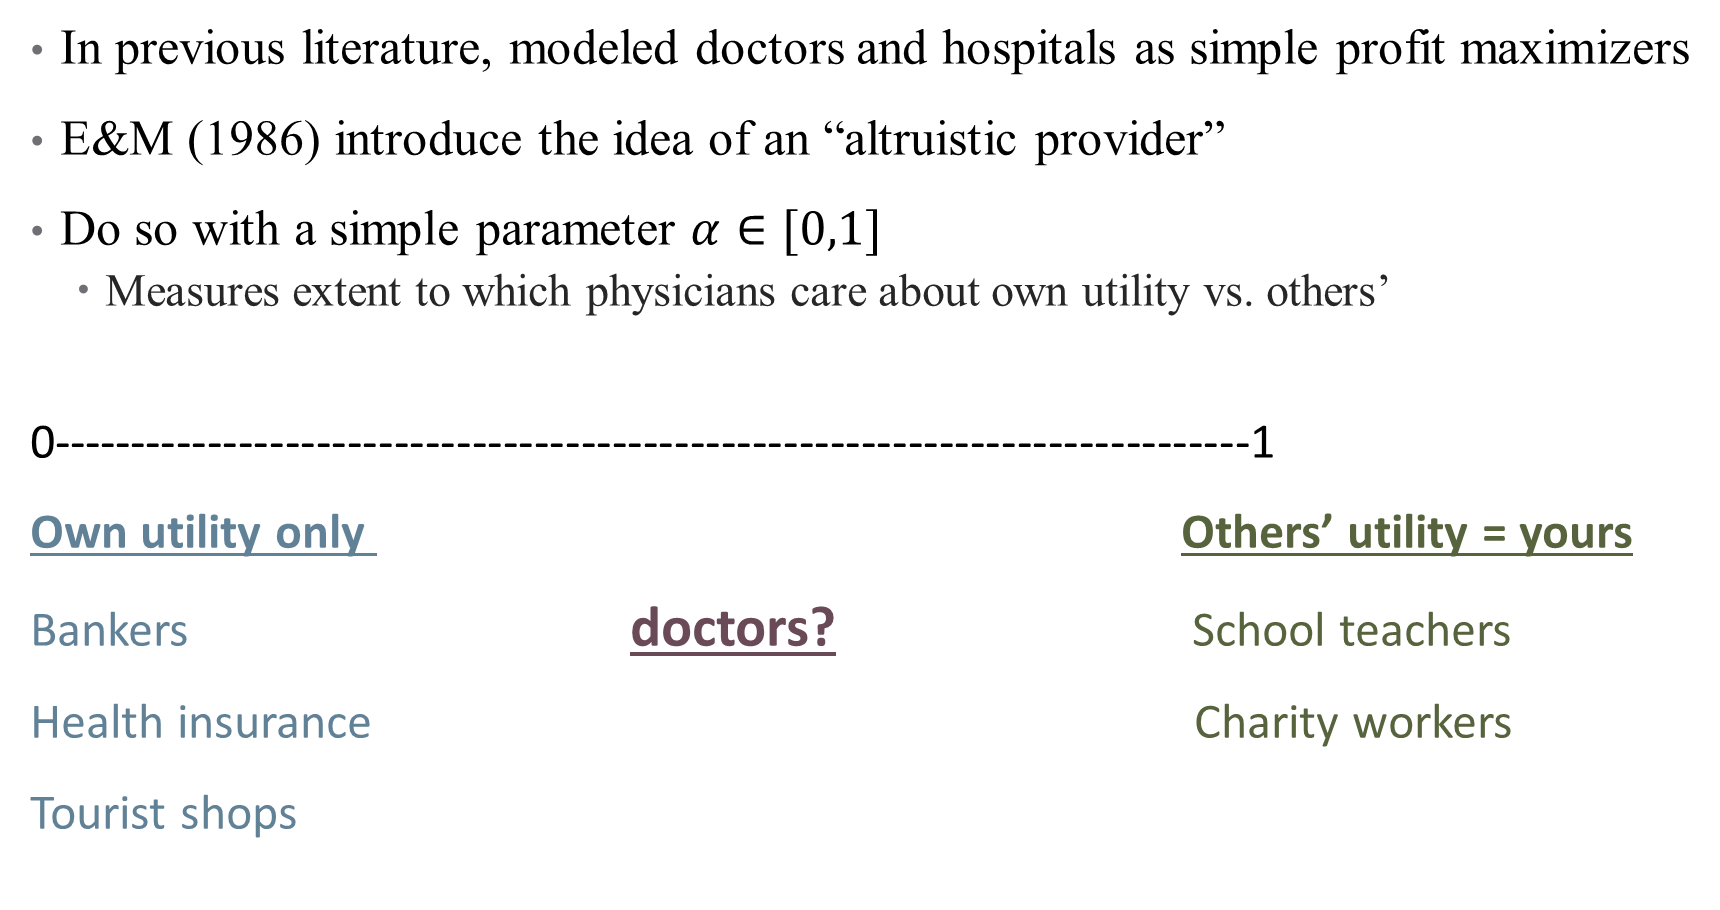 • In previous literature, modeled doctors and hospitals as simple profit maximizers
• E&M (1986) introduce the idea of an “altruistic provider”
• Do so with a simple parameter 𝛼 ∈ [0,1]
• Measures extent to which physicians care about own utility vs. others’
0------------------------------------------------------------------------------1
Own utility only Others’ utility = yours
Bankers doctors? School teachers
Health insurance Charity workers
Tourist shops